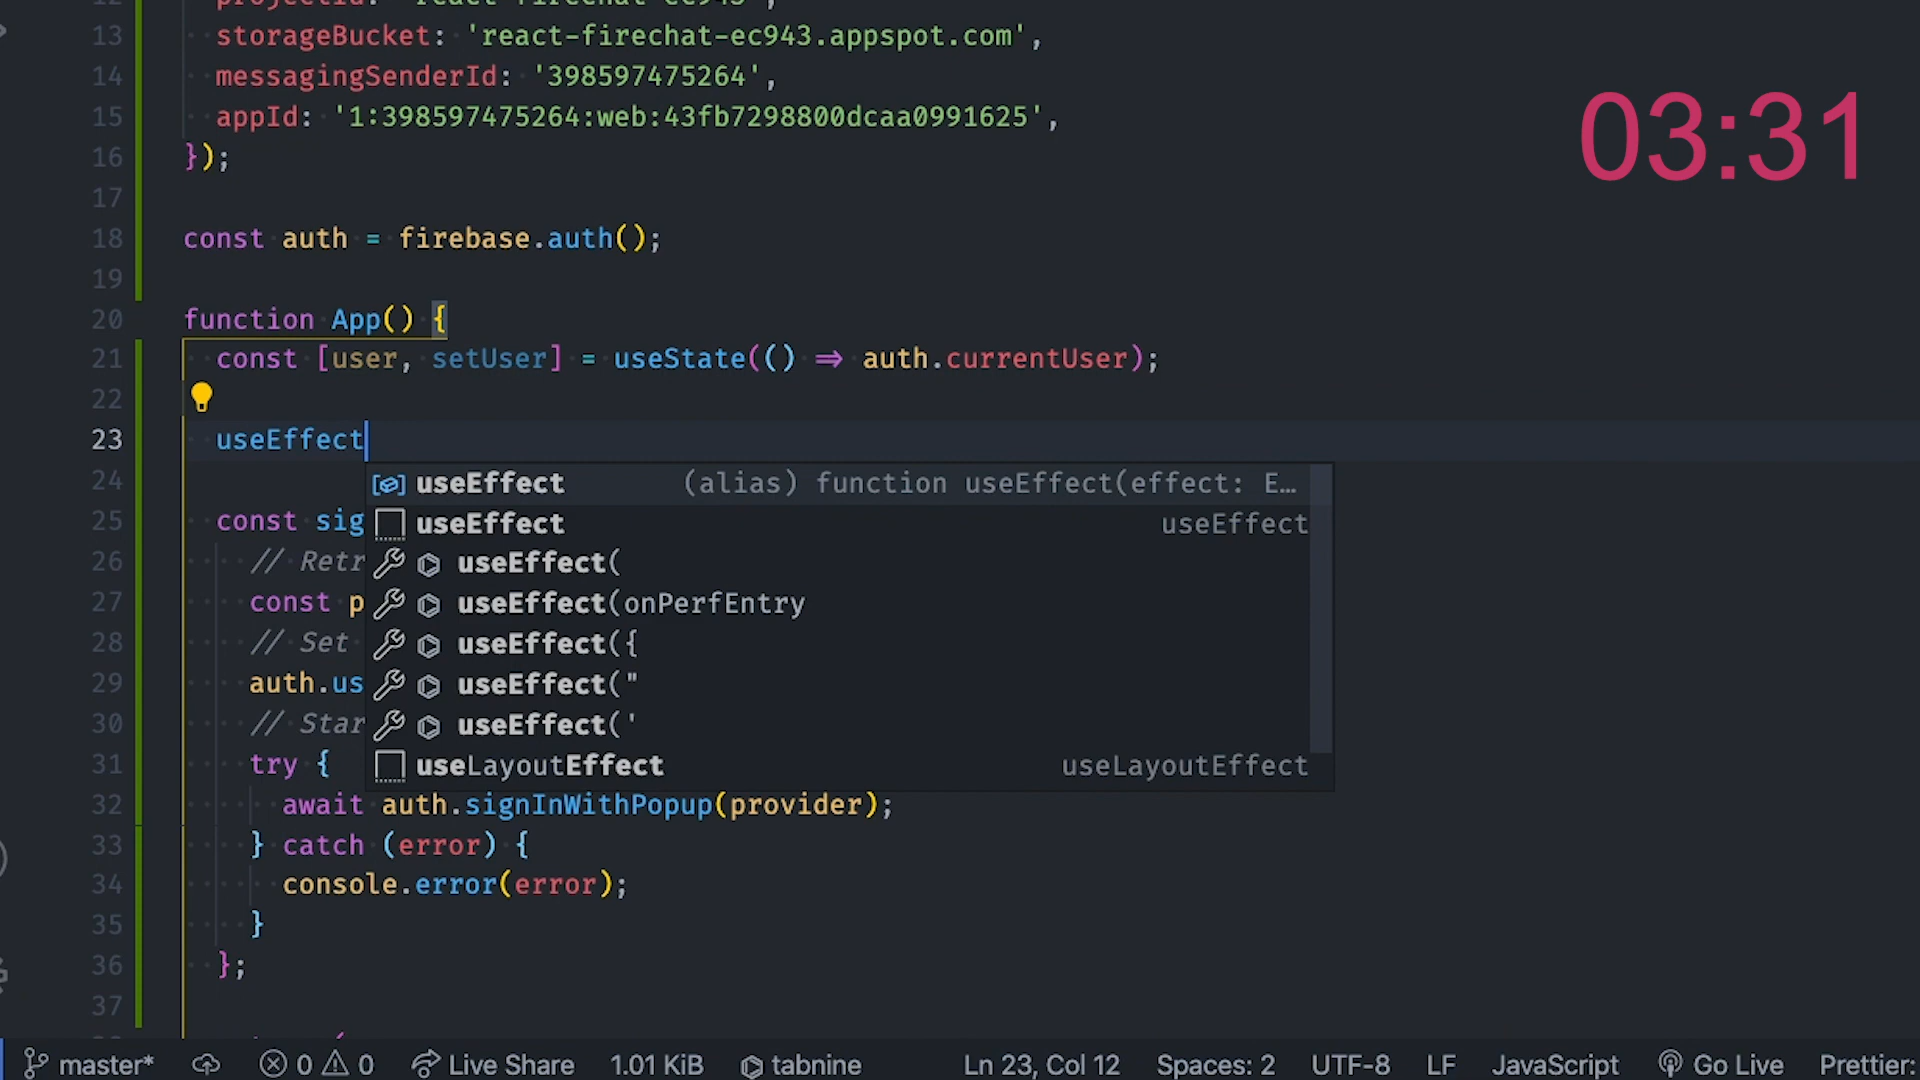 12 projectId: 'react-firechat-ec943',
13 storageBucket: 'react-firechat-ec943.appspot.com',
14 messagingSenderId: '398597475264',
15 appId: '1:398597475264:web:43fb7298800dcaa0991625',
16 });
03:31
17
18 const auth = firebase.auth();
19
20 function App() {
21 const [user, setUser] = useState(() => auth.currentUser);
22
23 useEffect
24 useEffect (alias) function useEffect(effect: E…
useEffect useEffect
25 const sig
26 // Retr
useEffect(
27 const p
useEffect(onPerfEntry
28 // Set
useEffect({
29 auth.us
useEffect("
30 // Star
useEffect('
31 try {
useLayoutEffect useLayoutEffect
32 await auth.signInWithPopup(provider);
33 } catch (error) {
34 console.error(error);
35 }
36 };
37
master* 0 0 Live Share 1.01 KiB tabnine Ln 23, Col 12 Spaces: 2 UTF-8 LF JavaScript Go Live Prettier: